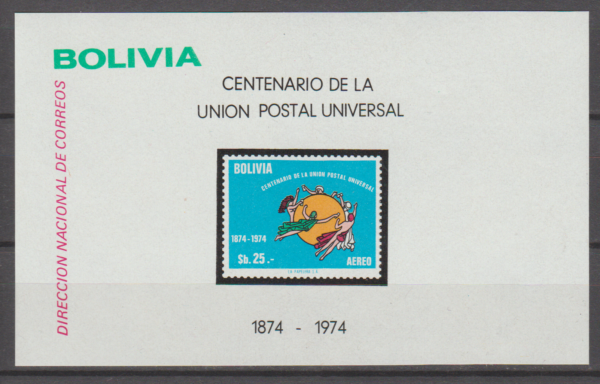 BOLIVIA
CENTENARIO DE LA
UNION POSTAL UNIVERSAL
DIRECCION NACIONAL DE CORREOS
BOLIVIA
CENTENARIO DE LA UNION POSTAL UNIVERSAL
1874-1974
Sb. 25.-
AEREO
1874 - 1974